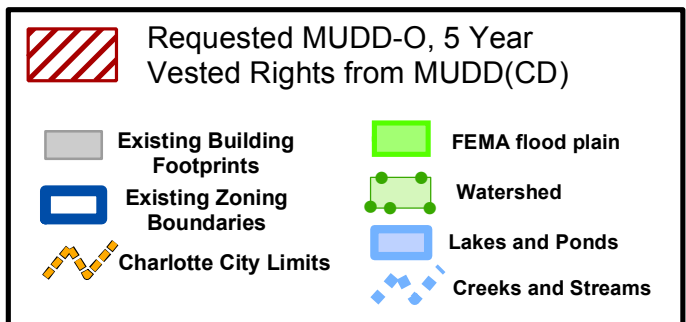 Requested MUDD-O, 5 Year
Vested Rights from MUDD(CD)
Existing Building
Footprints
Existing Zoning
Boundaries
Charlotte City Limits
FEMA flood plain
Watershed
Lakes and Ponds
Creeks and Streams